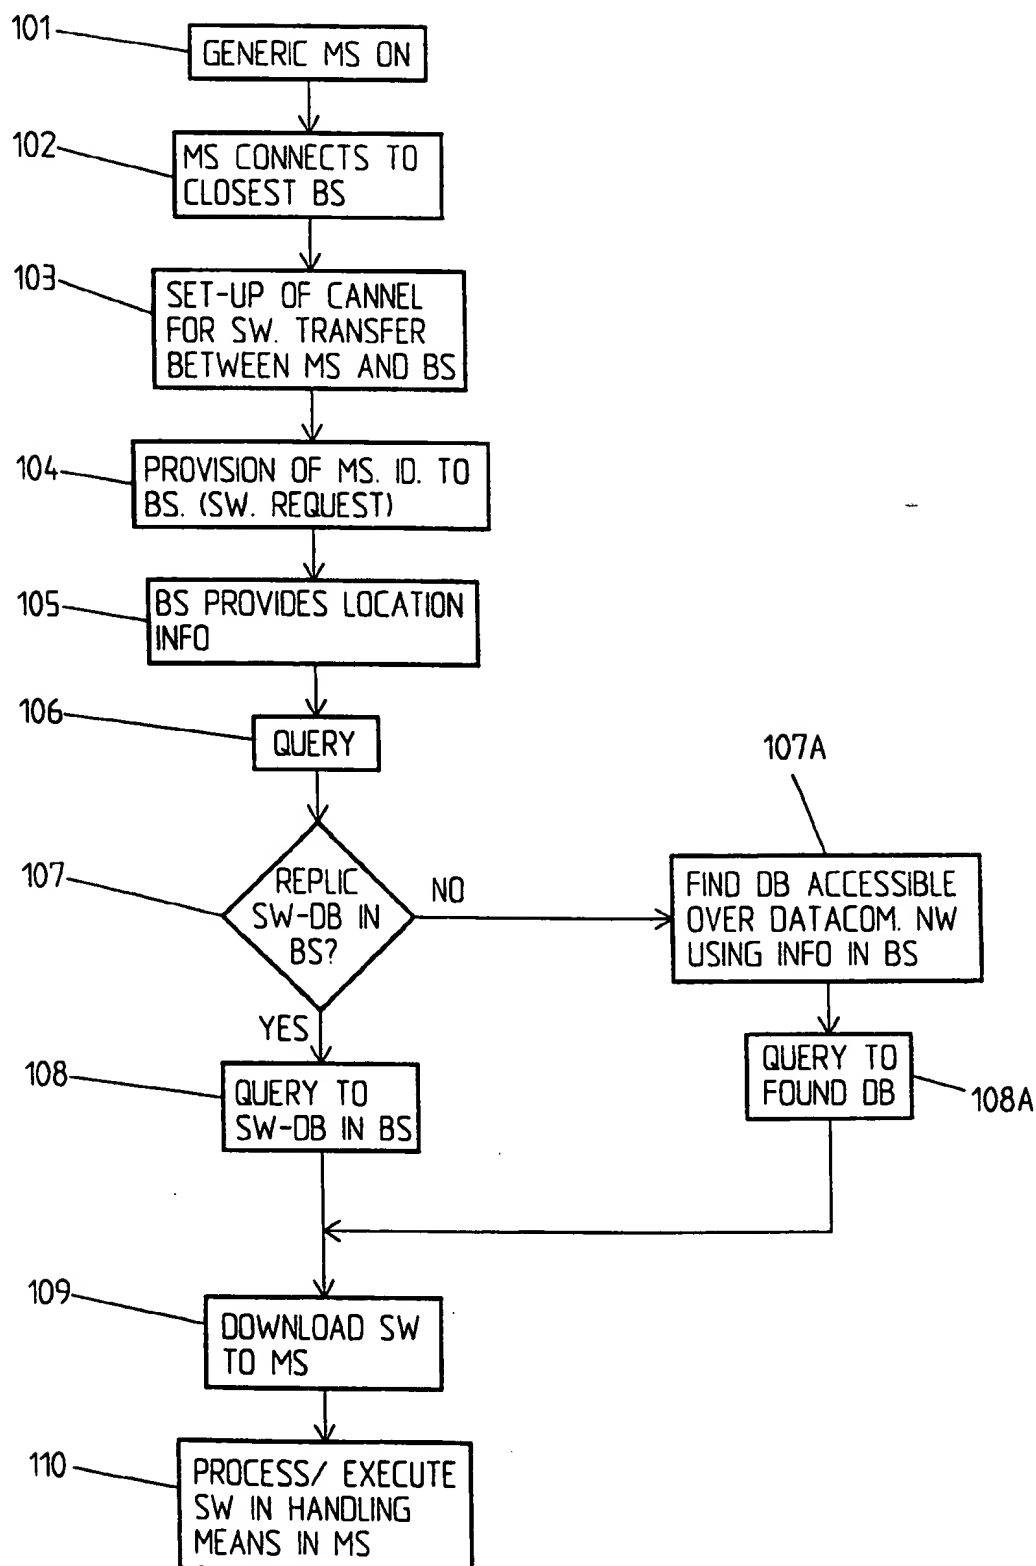 101
GENERIC MS ON
102
MS CONNECTS TO
CLOSEST BS
103
SET-UP OF CANNEL
FOR SW. TRANSFER
BETWEEN MS AND BS
104
PROVISION OF MS. ID. TO
BS. (SW. REQUEST)
105
BS PROVIDES LOCATION
INFO
106
QUERY
107
REPLIC
SW-DB IN
BS?
NO
YES
107A
FIND DB ACCESSIBLE
OVER DATACOM. NW
USING INFO IN BS
108
QUERY TO
SW-DB IN BS
QUERY TO
FOUND DB
108A
109
DOWNLOAD SW
TO MS
110
PROCESS/ EXECUTE
SW IN HANDLING
MEANS IN MS